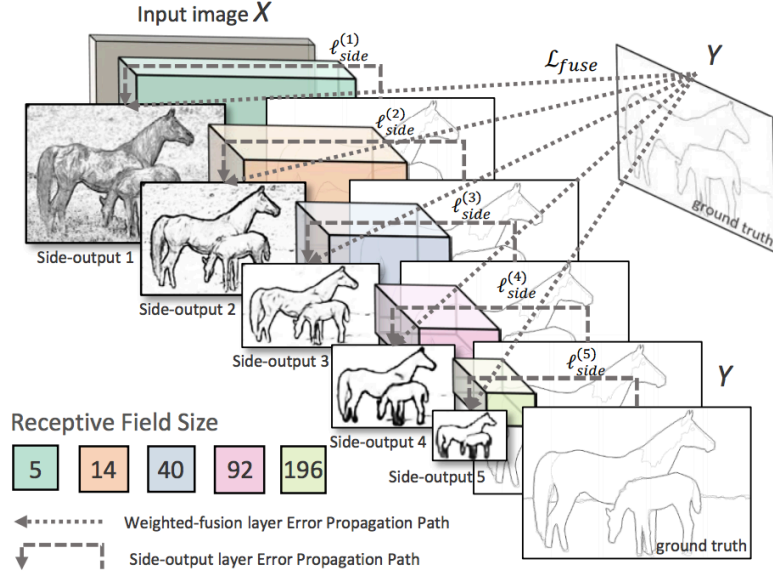 Input image X
ℓ_side^(1)
ℒ_fuse
Y
ℓ_side^(2)
ground truth
Side-output 1
ℓ_side^(3)
Side-output 2
ℓ_side^(4)
Side-output 3
ℓ_side^(5)
Y
Receptive Field Size
Side-output 4
5 14 40 92 196
Side-output 5
Weighted-fusion layer Error Propagation Path
ground truth
Side-output layer Error Propagation Path